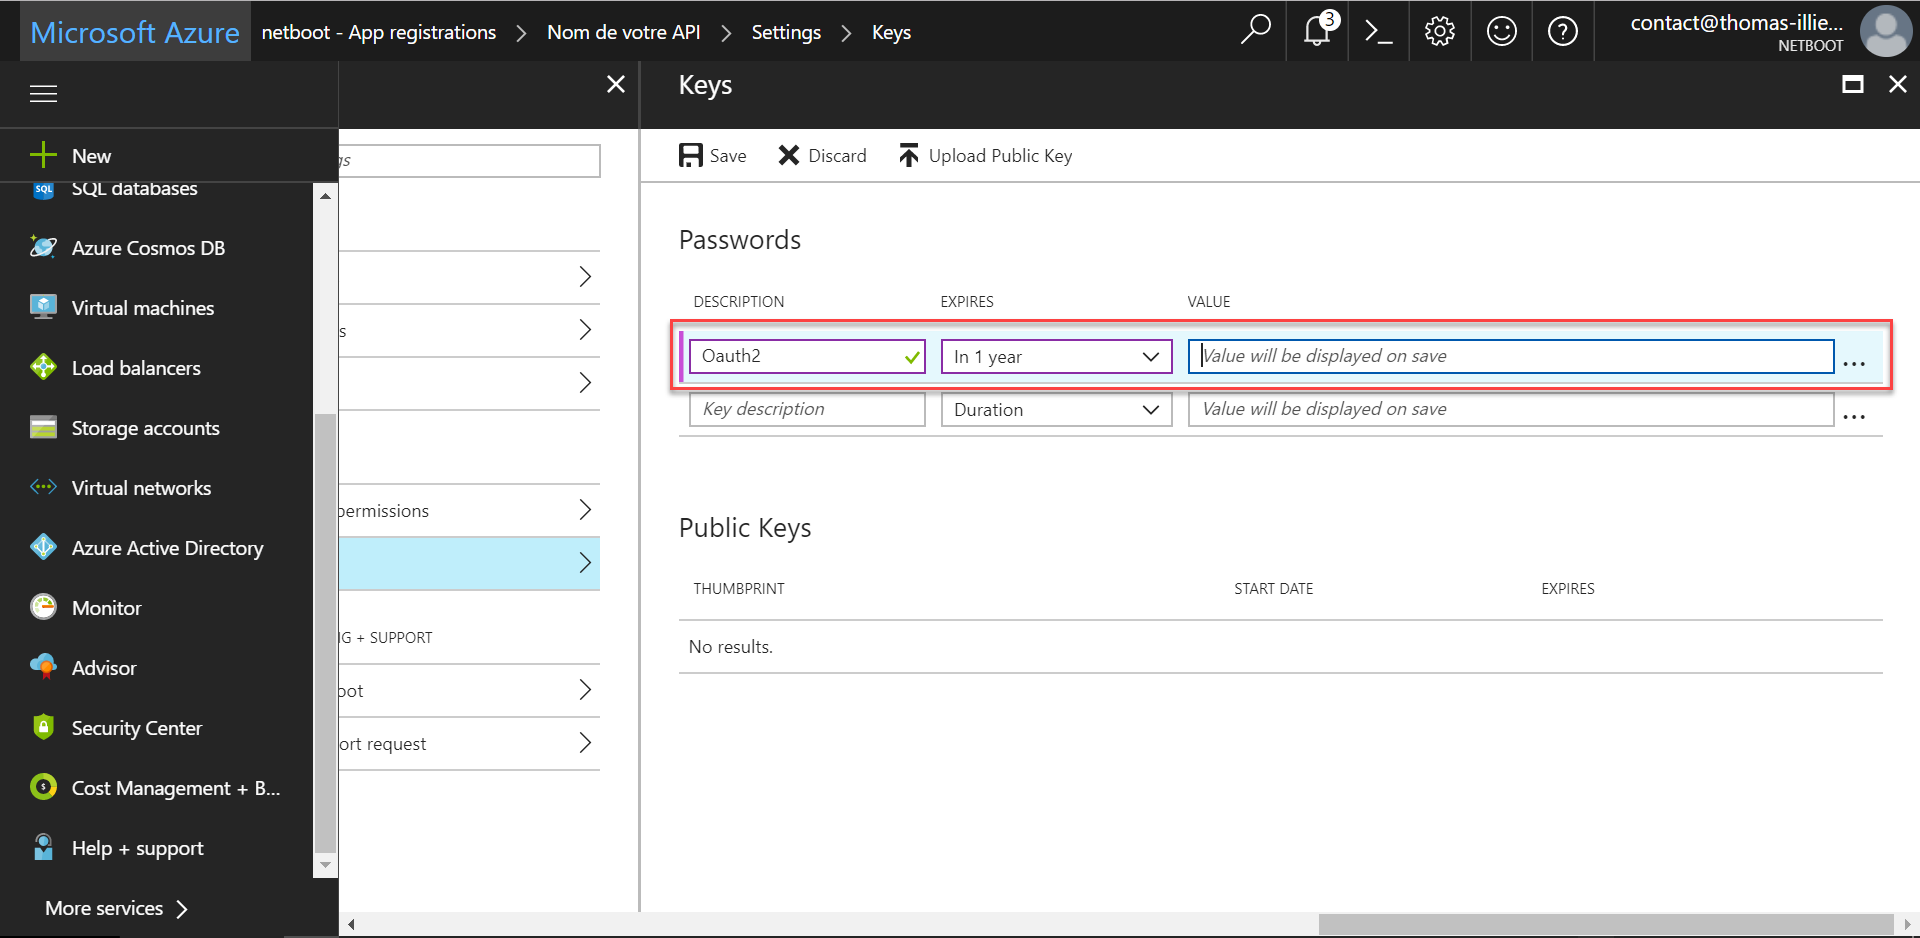 Microsoft Azure netboot - App registrations > Nom de votre API > Settings > Keys
3
contact@thomas-illie...
NETBOOT
New
SQL databases
Azure Cosmos DB
Virtual machines
Load balancers
Storage accounts
Virtual networks
Azure Active Directory
Monitor
Advisor
Security Center
Cost Management + B...
Help + support
More services
gs
s
permissions
G + SUPPORT
oot
ort request
Keys
Save Discard Upload Public Key
Passwords
DESCRIPTION EXPIRES VALUE
Oauth2 In 1 year Value will be displayed on save ...
Key description Duration Value will be displayed on save ...
Public Keys
THUMBPRINT START DATE EXPIRES
No results.